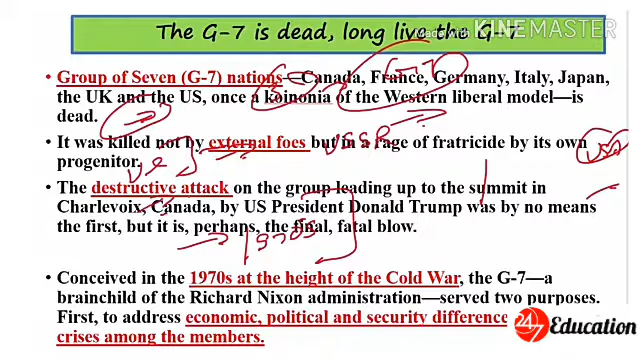 The G-7 is dead, long live the G-7
Made with KINEMASTER
Group of Seven (G-7) nations—Canada, France, Germany, Italy, Japan,
the UK and the US, once a koinonia of the Western liberal model—is
dead.
It was killed not by external foes but in a rage of fratricide by its own
progenitor.
The destructive attack on the group leading up to the summit in
Charlevoix, Canada, by US President Donald Trump was by no means
the first, but it is, perhaps, the final, fatal blow.
Conceived in the 1970s at the height of the Cold War, the G-7—a
brainchild of the Richard Nixon administration—served two purposes.
First, to address economic, political and security difference
crises among the members.
G-7
USSR
USA
1970s
24/7 Education